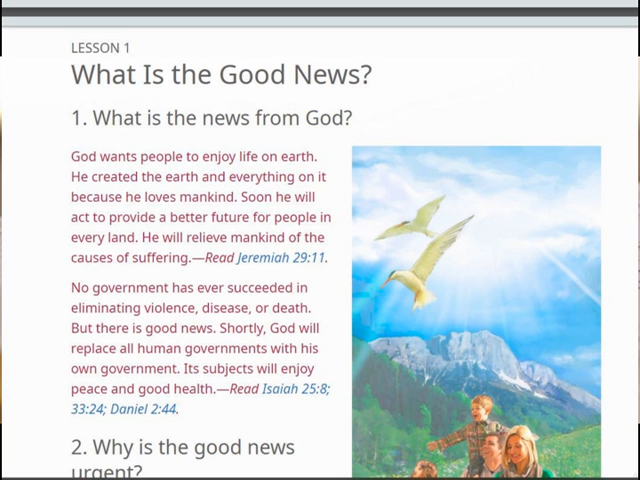 LESSON 1
What Is the Good News?
1. What is the news from God?
God wants people to enjoy life on earth.
He created the earth and everything on it
because he loves mankind. Soon he will
act to provide a better future for people in
every land. He will relieve mankind of the
causes of suffering.—Read Jeremiah 29:11.
No government has ever succeeded in
eliminating violence, disease, or death.
But there is good news. Shortly, God will
replace all human governments with his
own government. Its subjects will enjoy
peace and good health.—Read Isaiah 25:8;
33:24; Daniel 2:44.
2. Why is the good news
urgent?